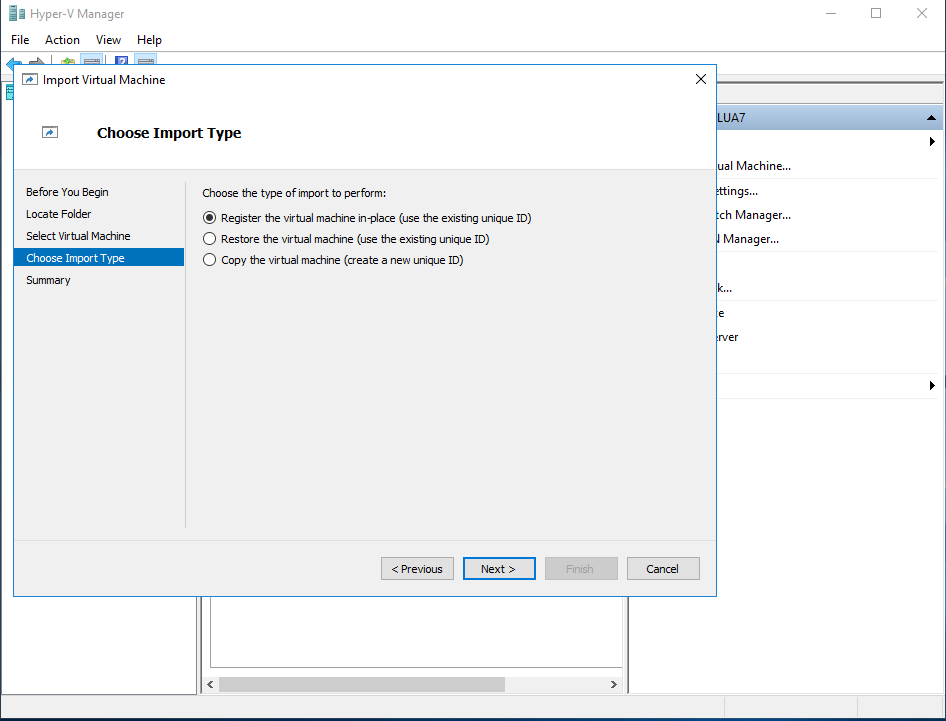 Hyper-V Manager
File Action View Help
Import Virtual Machine
Choose Import Type
Before You Begin
Locate Folder
Select Virtual Machine
Choose Import Type
Summary
Choose the type of import to perform:
Register the virtual machine in-place (use the existing unique ID)
Restore the virtual machine (use the existing unique ID)
Copy the virtual machine (create a new unique ID)
< Previous
Next >
Finish
Cancel
LUA7
ual Machine...
ettings...
tch Manager...
N Manager...
k...
e
erver